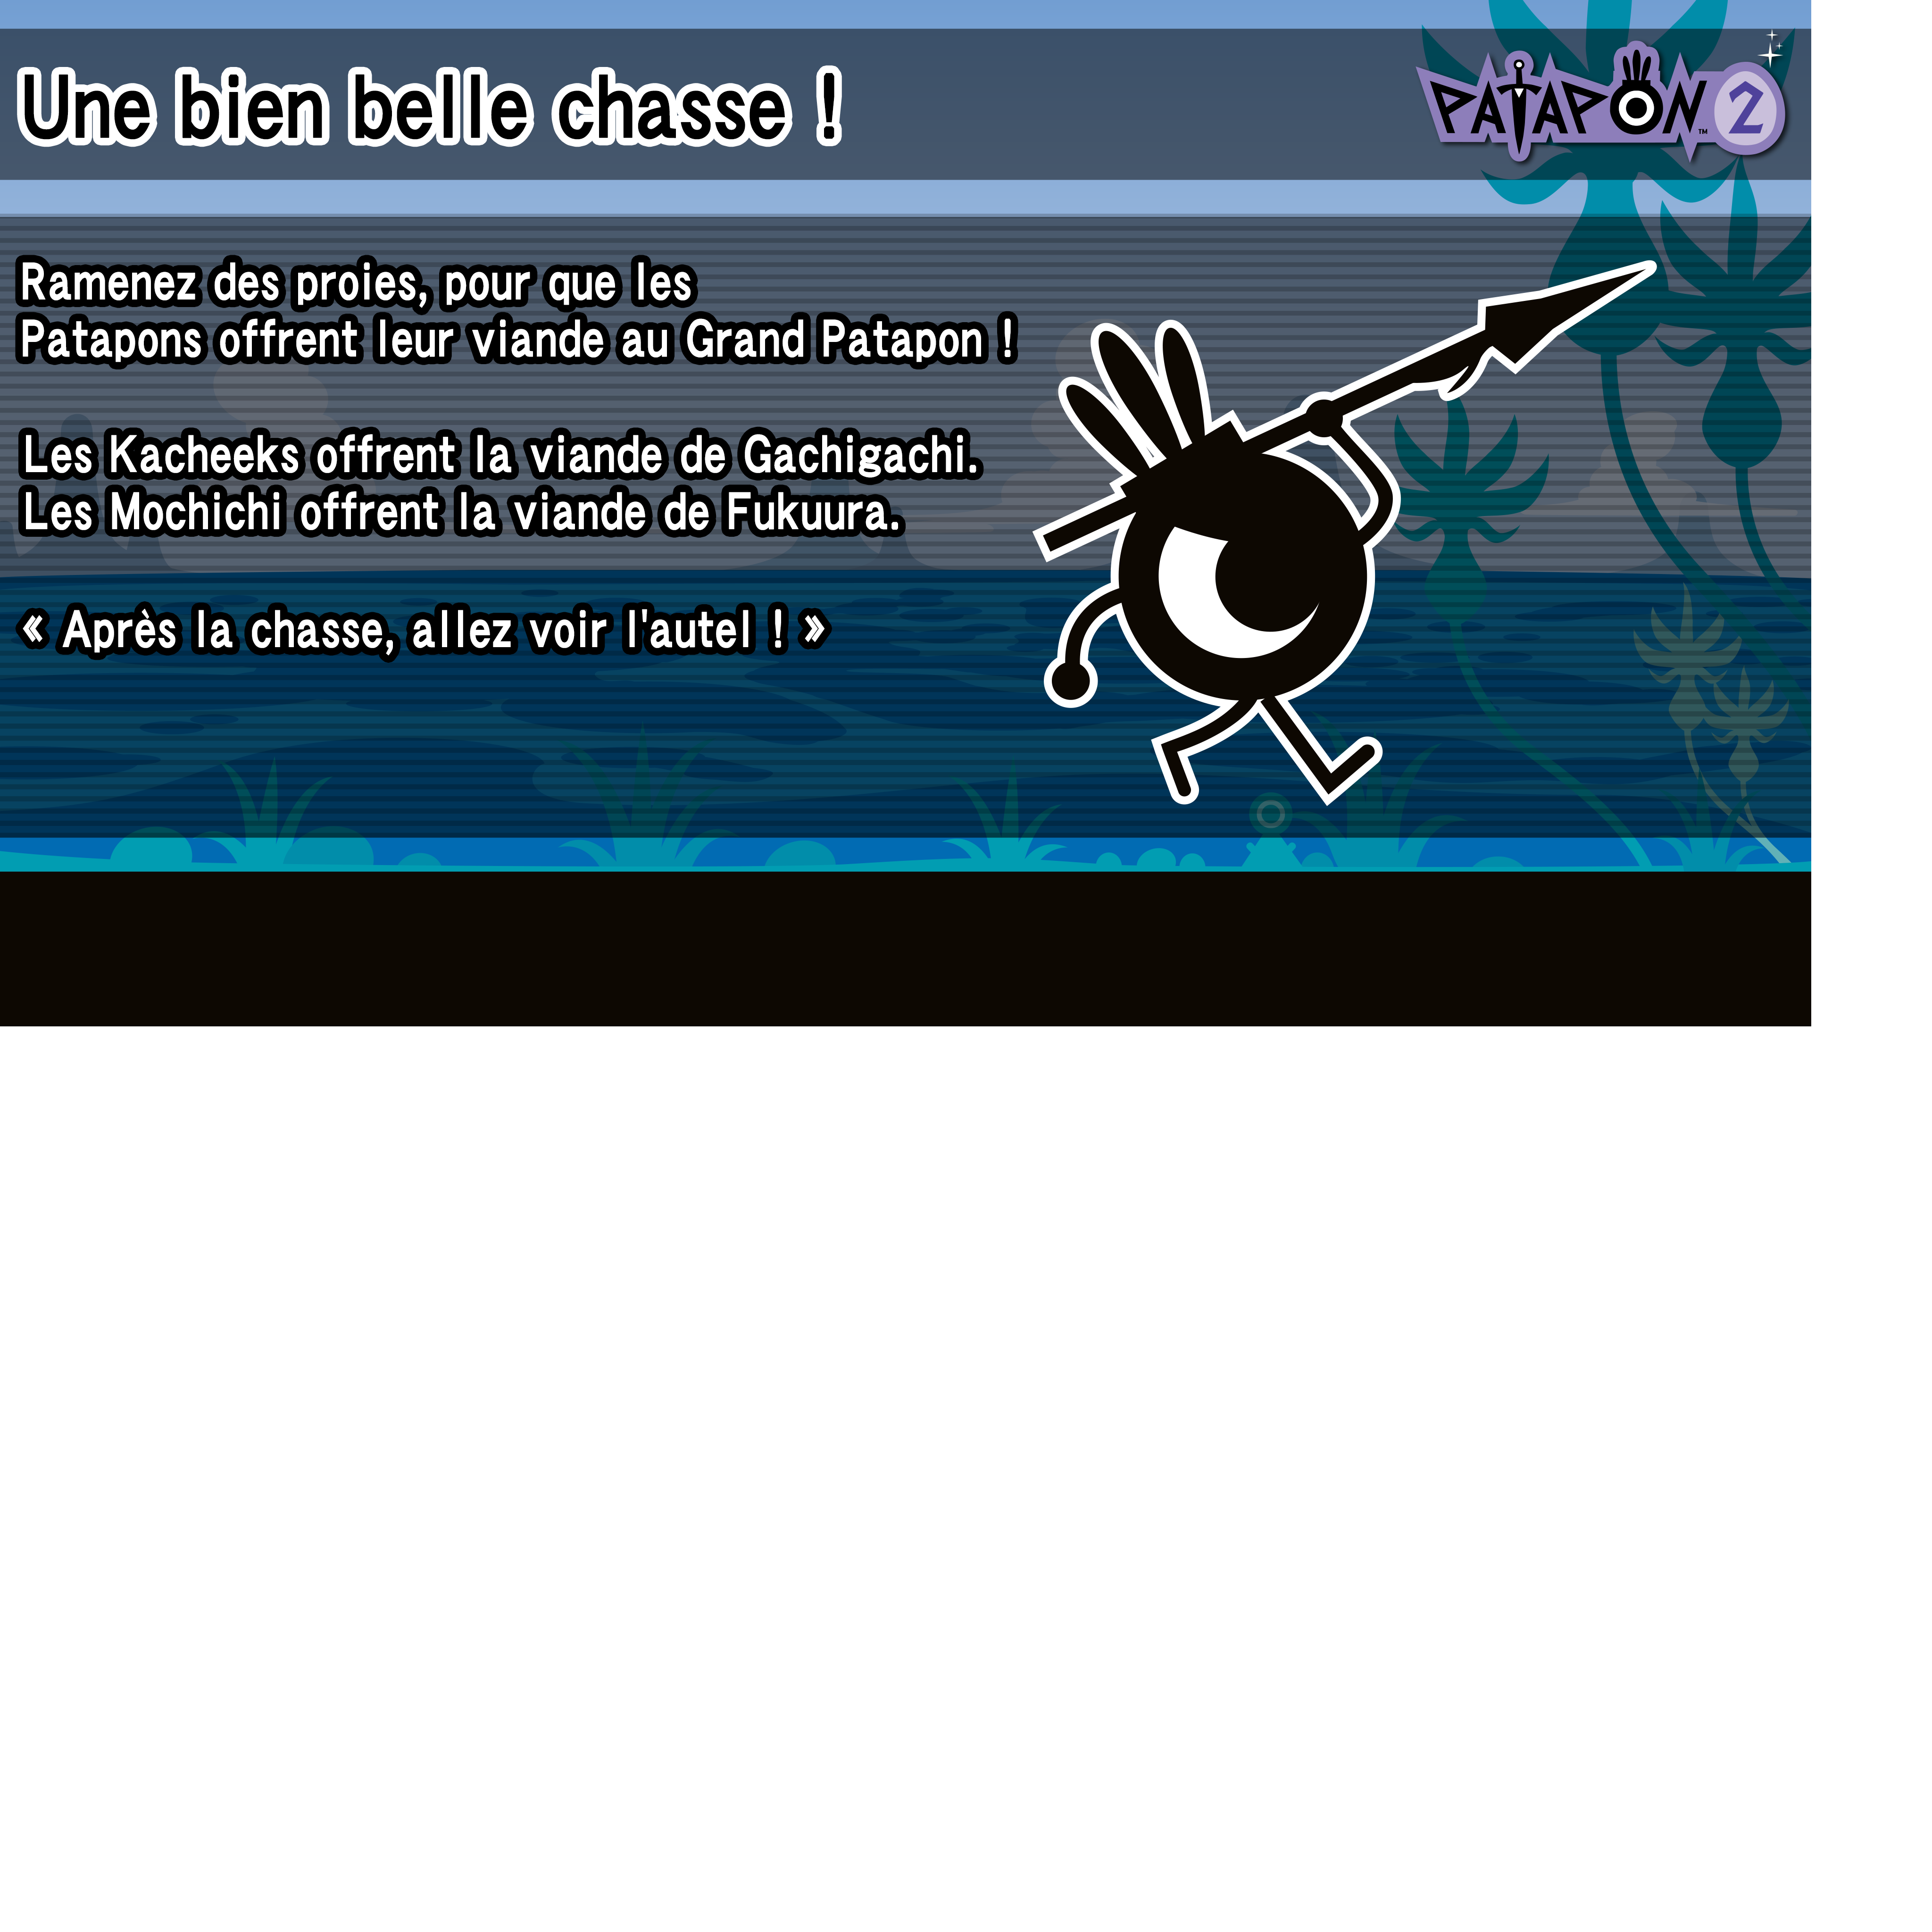 Une bien belle chasse !
PATAPON™ 2
Ramenez des proies, pour que les
Patapons offrent leur viande au Grand Patapon !
Les Kacheeks offrent la viande de Gachigachi.
Les Mochichi offrent la viande de Fukuura.
« Après la chasse, allez voir l'autel ! »